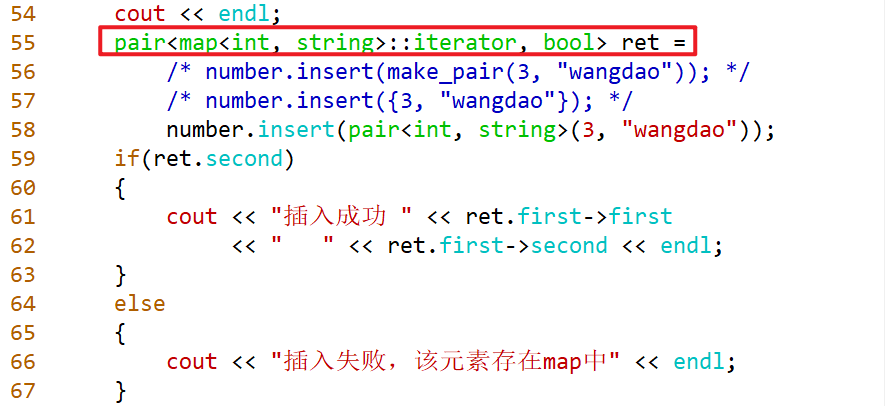 54 cout << endl;
55 pair<map<int, string>::iterator, bool> ret =
56 /* number.insert(make_pair(3, "wangdao")); */
57 /* number.insert({3, "wangdao"}); */
58 number.insert(pair<int, string>(3, "wangdao"));
59 if(ret.second)
60 {
61 cout << "插入成功 " << ret.first->first
62 << "   " << ret.first->second << endl;
63 }
64 else
65 {
66 cout << "插入失败，该元素存在map中" << endl;
67 }